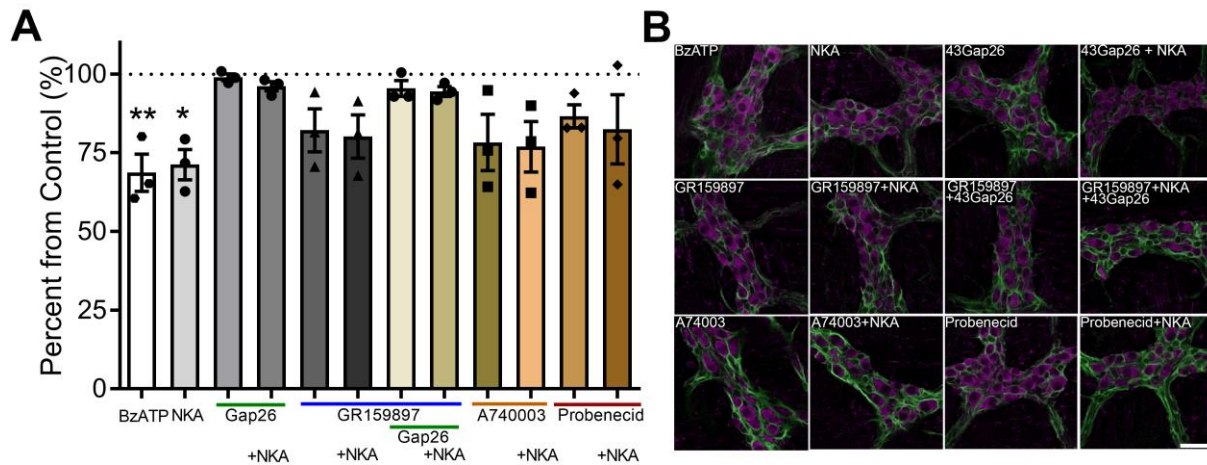 A
Percent from Control (%)
100
75
50
25
0
**
*
BzATP
NKA
Gap26
GR159897
A740003
Probenecid
Gap26
+NKA
+NKA
+NKA
+NKA
+NKA
B
BzATP
NKA
43Gap26
43Gap26 + NKA
GR159897
GR159897+NKA
GR159897
+43Gap26
GR159897+NKA
+43Gap26
A74003
A74003+NKA
Probenecid
Probenecid+NKA